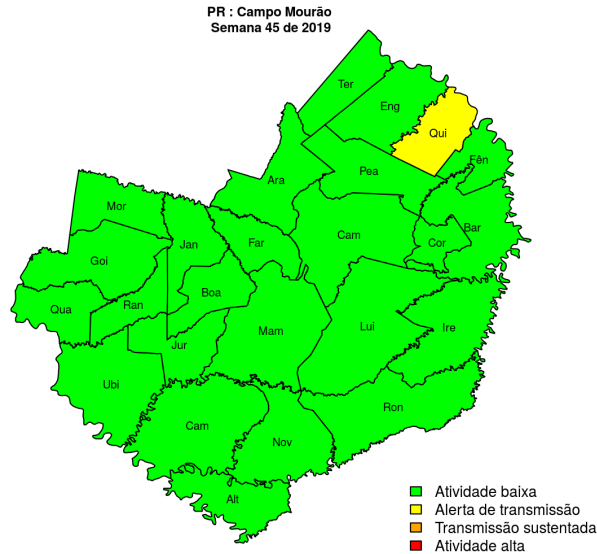 PR : Campo Mourão
Semana 45 de 2019
Ter
Eng
Qui
Fên
Pea
Ara
Mor
Cam
Bar
Cor
Far
Jan
Goi
Boa
Ran
Qua
Lui
Ire
Mam
Jur
Ubi
Ron
Cam
Nov
Alt
Atividade baixa
Alerta de transmissão
Transmissão sustentada
Atividade alta